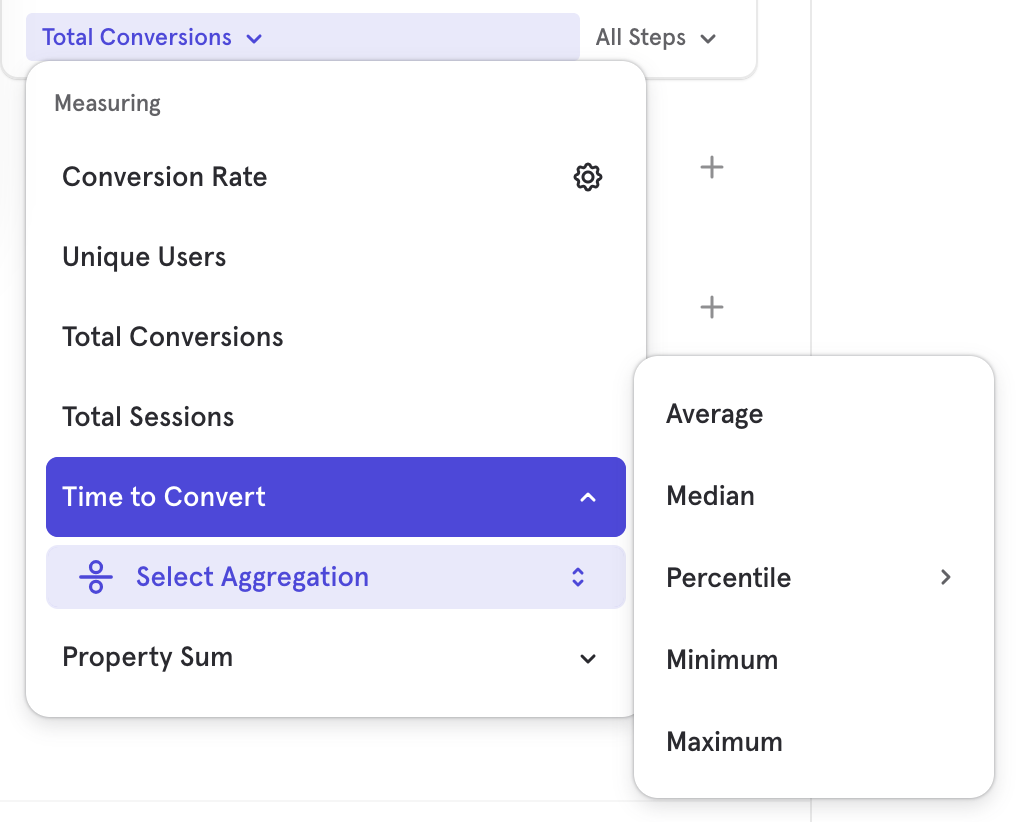 Total Conversions
All Steps
Measuring
Conversion Rate
Unique Users
Total Conversions
Total Sessions
Time to Convert
Select Aggregation
Property Sum
Average
Median
Percentile
Minimum
Maximum